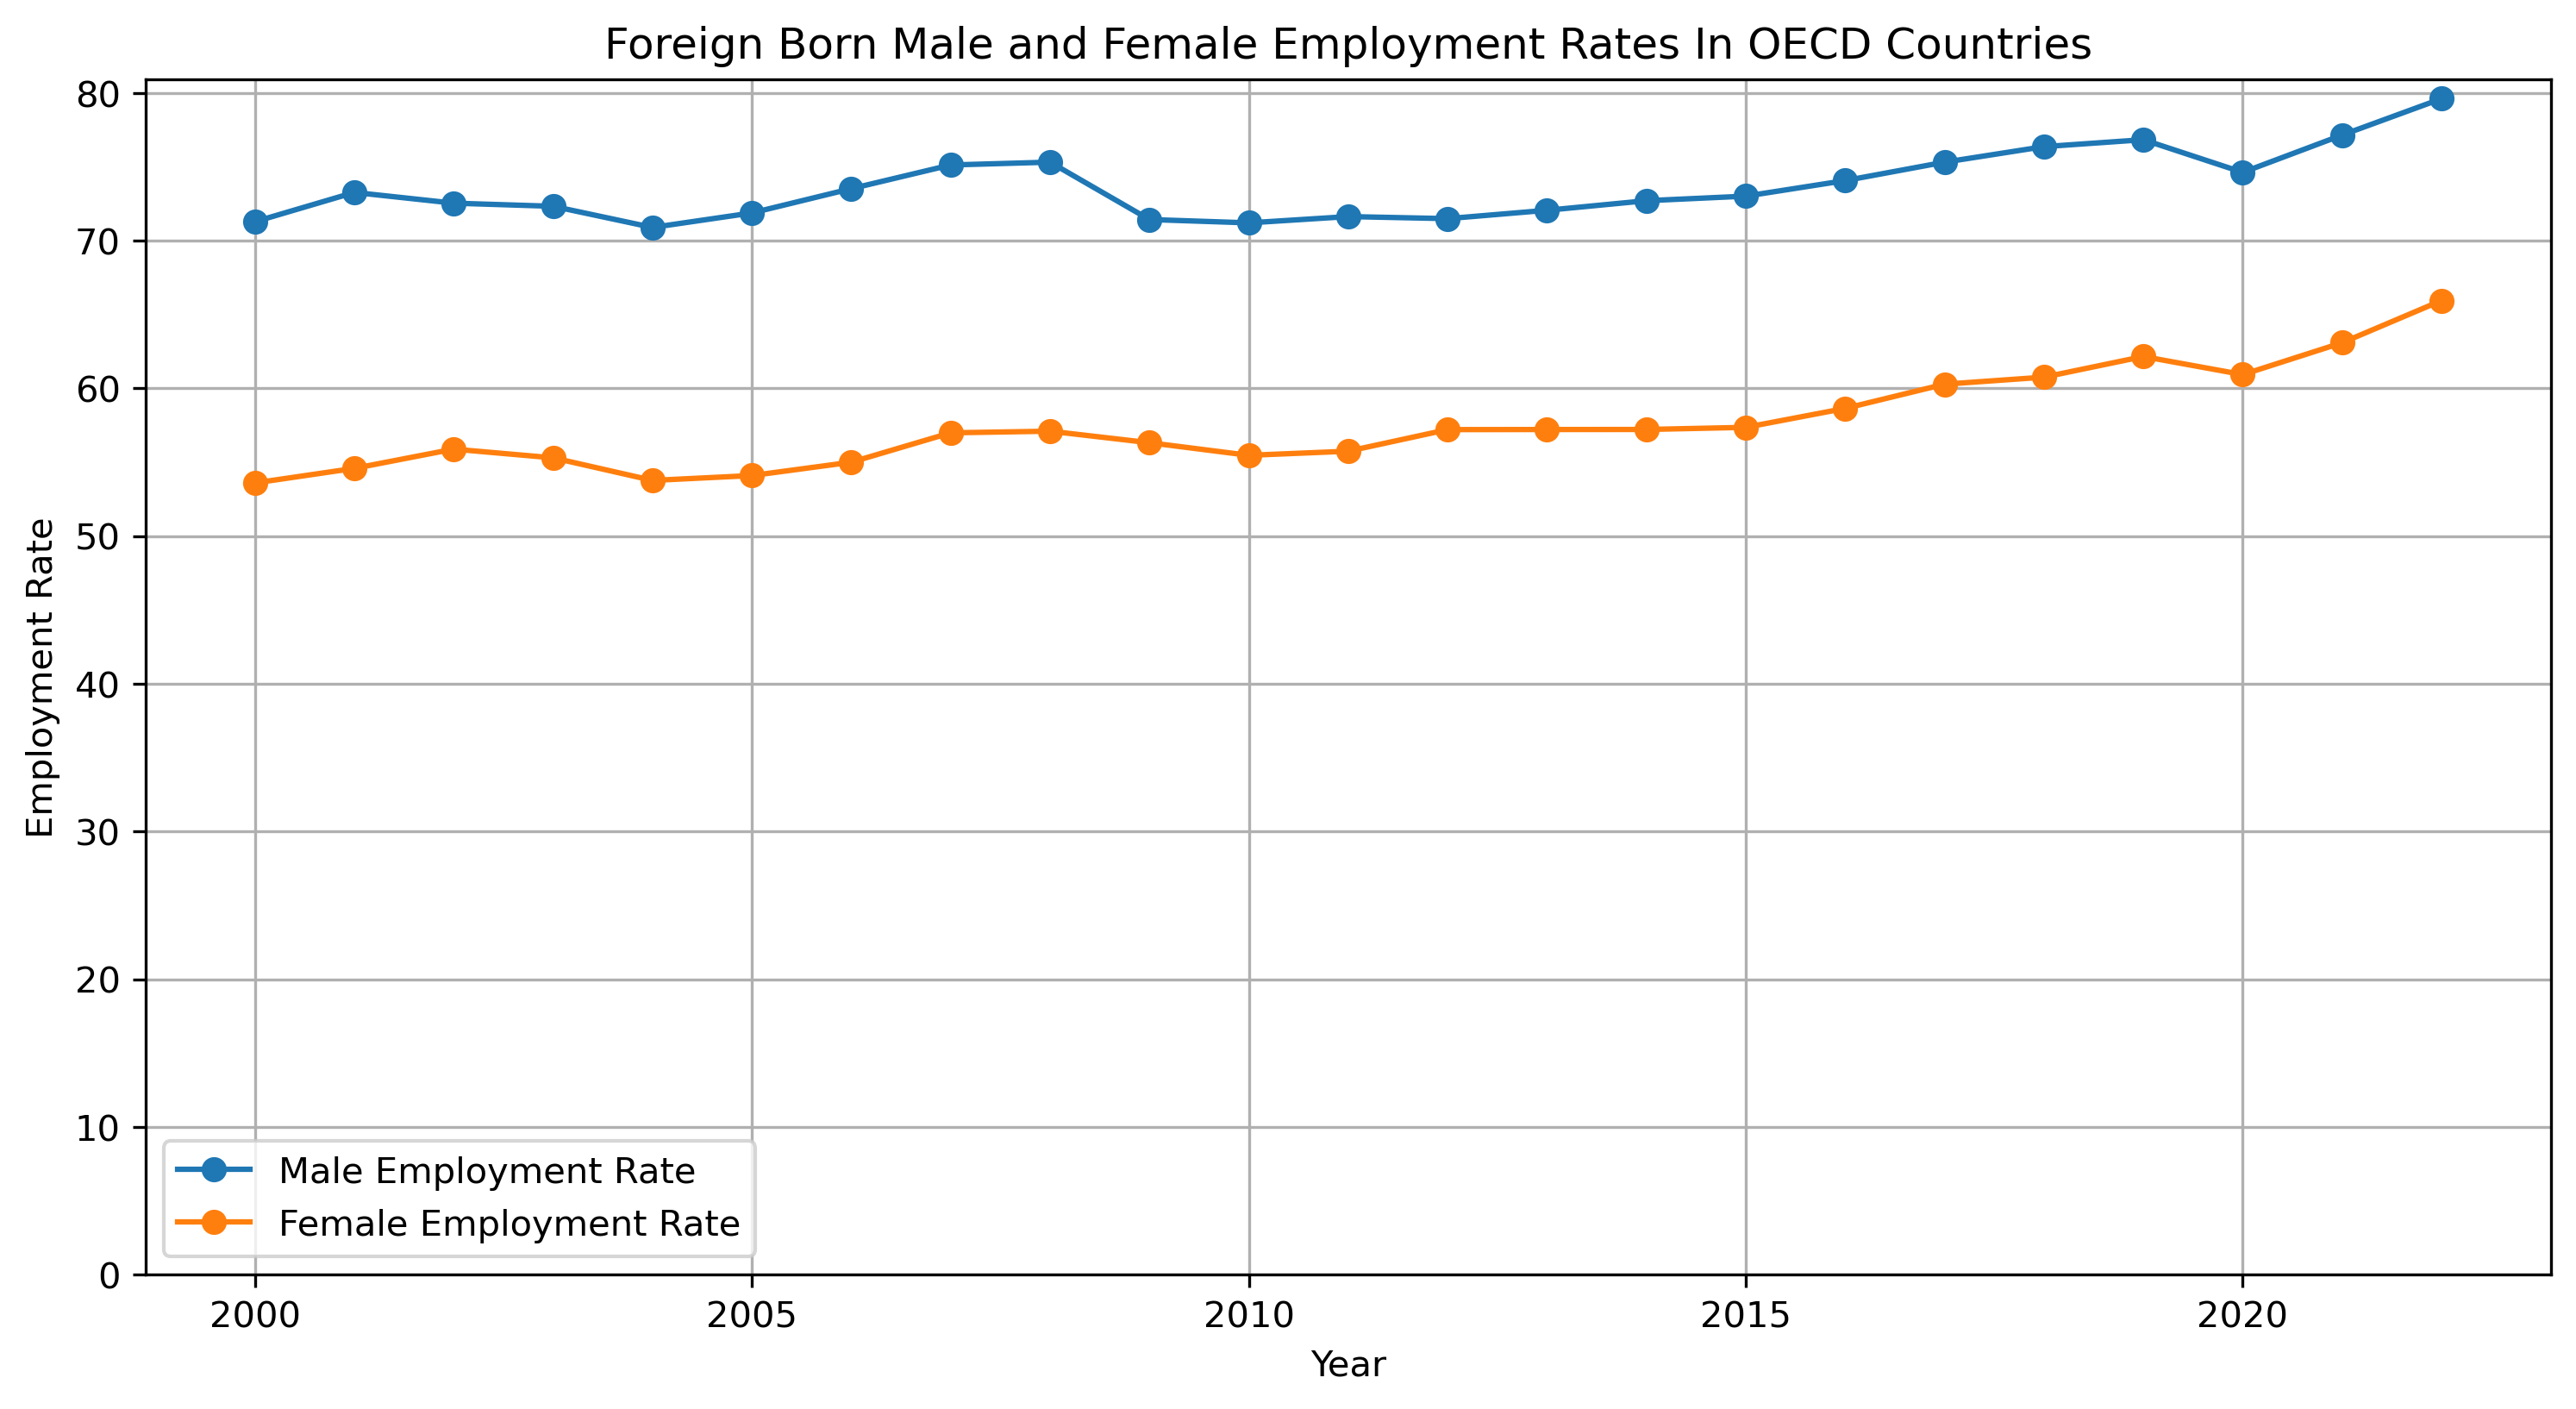 Foreign Born Male and Female Employment Rates In OECD Countries
80
70
60
50
40
30
20
10
0
Employment Rate
Male Employment Rate
Female Employment Rate
2000 2005 2010 2015 2020
Year